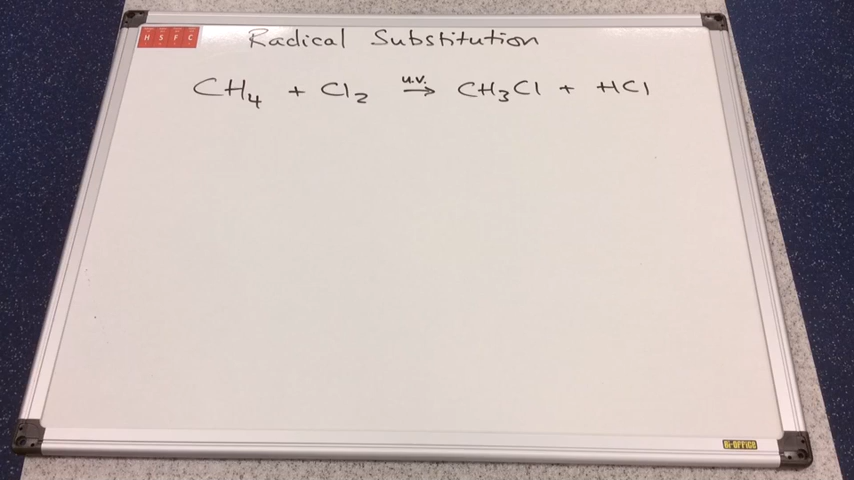 HSFC
Radical Substitution
CH₄ + Cl₂ u.v. → CH₃Cl + HCl
Bi-OFFICE